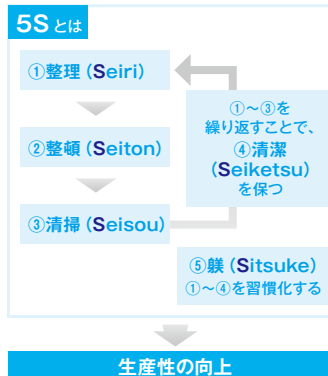 5S とは
①整理（Seiri）
②整頓（Seiton）
③清掃（Seisou）
①～③を
繰り返すことで、
④清潔
（Seiketsu）
を保つ
⑤躾（Sitsuke）
①～④を習慣化する
生産性の向上